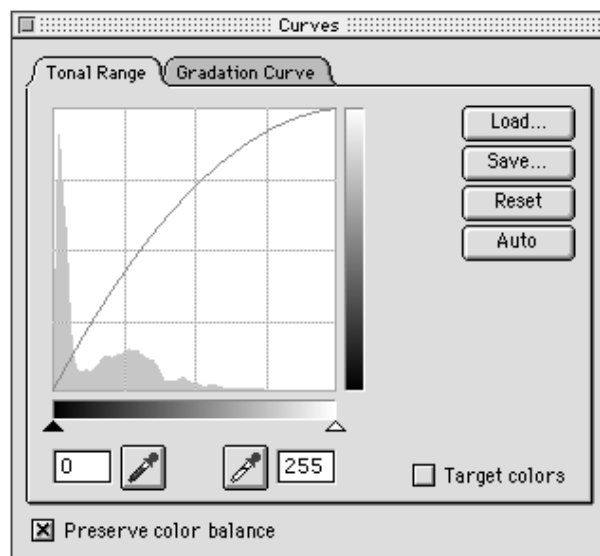 Curves
Tonal Range
Gradation Curve
Load...
Save...
Reset
Auto
0
255
Target colors
Preserve color balance